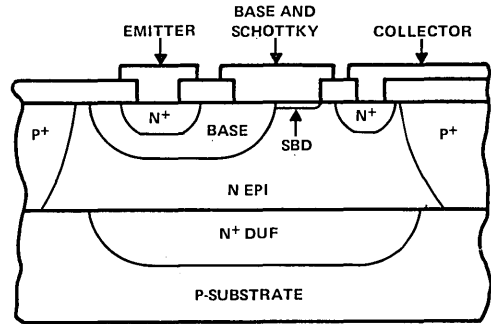 EMITTER
BASE AND
SCHOTTKY
COLLECTOR
P+
N+
BASE
SBD
N+
P+
N EPI
N+ DUF
P-SUBSTRATE